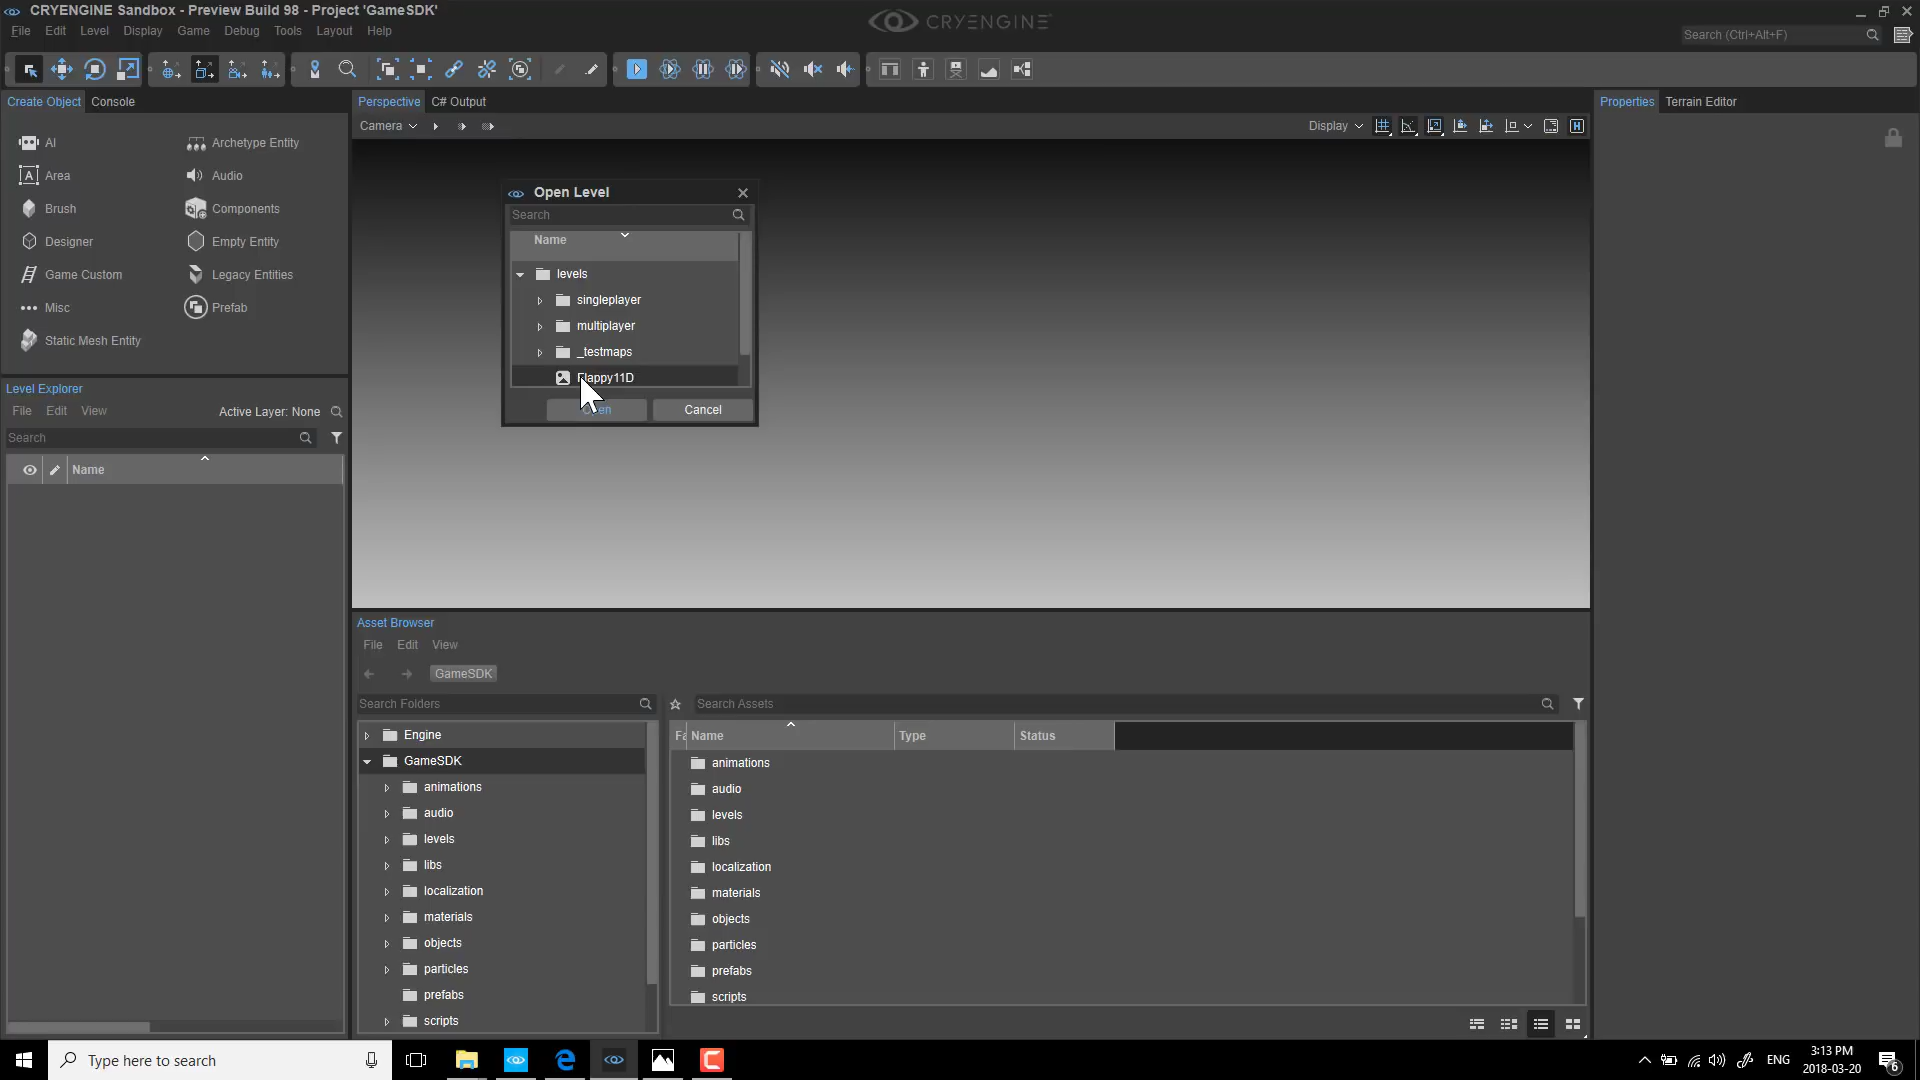 CRYENGINE Sandbox - Preview Build 98 - Project 'GameSDK'
CRYENGINE
File Edit Level Display Game Debug Tools Layout Help
Search (Ctrl+Alt+F)
Create Object Console
Perspective C# Output
Properties Terrain Editor
Camera
Display
AI Archetype Entity
Area Audio
Brush Components
Designer Empty Entity
Game Custom Legacy Entities
Misc Prefab
Static Mesh Entity
Open Level
Search
Name
levels
singleplayer
multiplayer
_testmaps
Flappy11D
Cancel
Level Explorer
File Edit View Active Layer: None
Search
Name
Asset Browser
File Edit View
GameSDK
Search Folders
Search Assets
Engine
GameSDK
animations
audio
levels
libs
localization
materials
objects
particles
prefabs
scripts
Name Type Status
animations
audio
levels
libs
localization
materials
objects
particles
prefabs
scripts
Type here to search
ENG
3:13 PM
2018-03-20
6